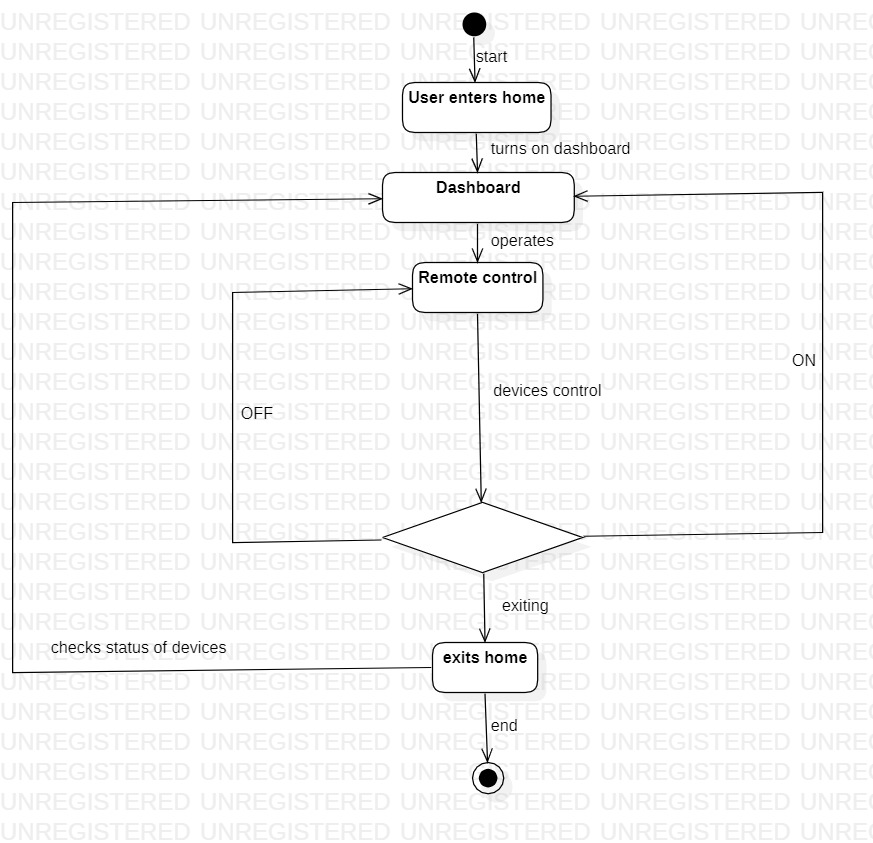 start
User enters home
turns on dashboard
Dashboard
operates
Remote control
ON
devices control
OFF
exiting
checks status of devices
exits home
end
UNREGISTERED